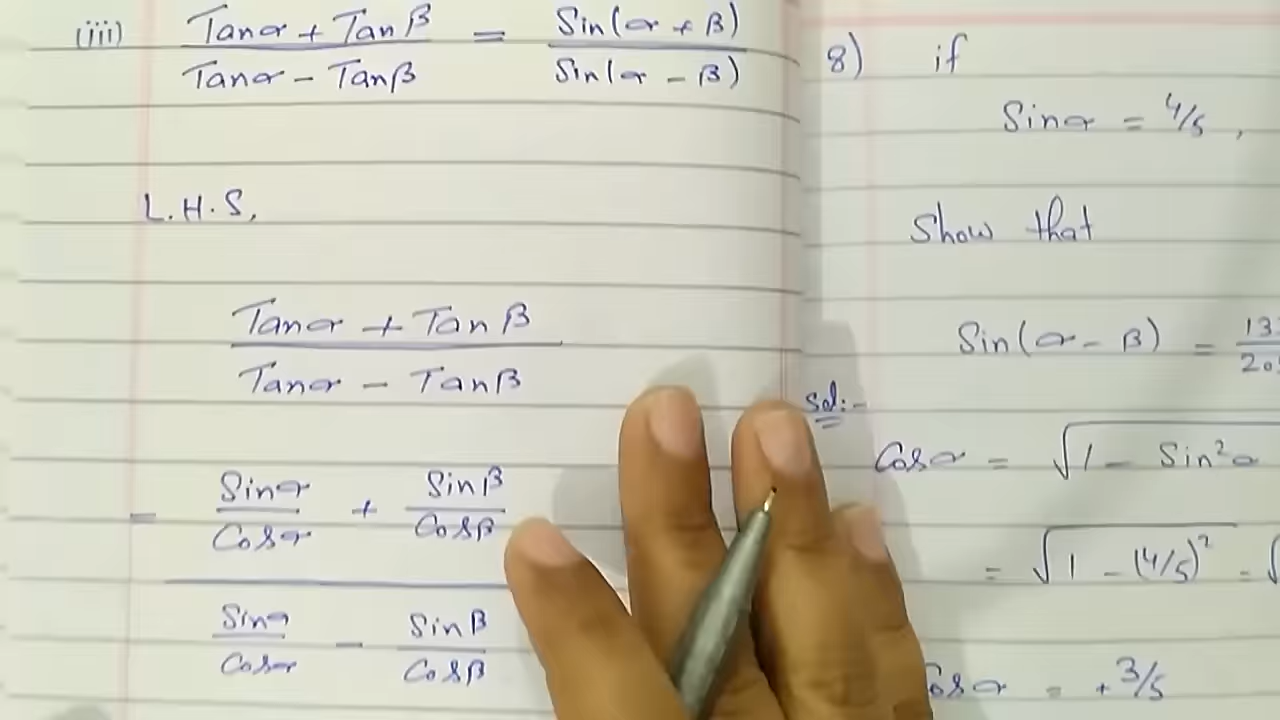 (iii) Tanα + Tanβ / Tanα - Tanβ = Sin(α + β) / Sin(α - β)
L.H.S,
Tanα + Tanβ
Tanα - Tanβ
= Sinα / Cosα + Sinβ / Cosβ
Sinα / Cosα - Sinβ / Cosβ
8) if
Sinα = 4/5,
Show that
Sin(α - β) = 13
Sol:-
Cosα = √1 - Sin²α
= √1 - (4/5)² = √
Cosα = +3/5